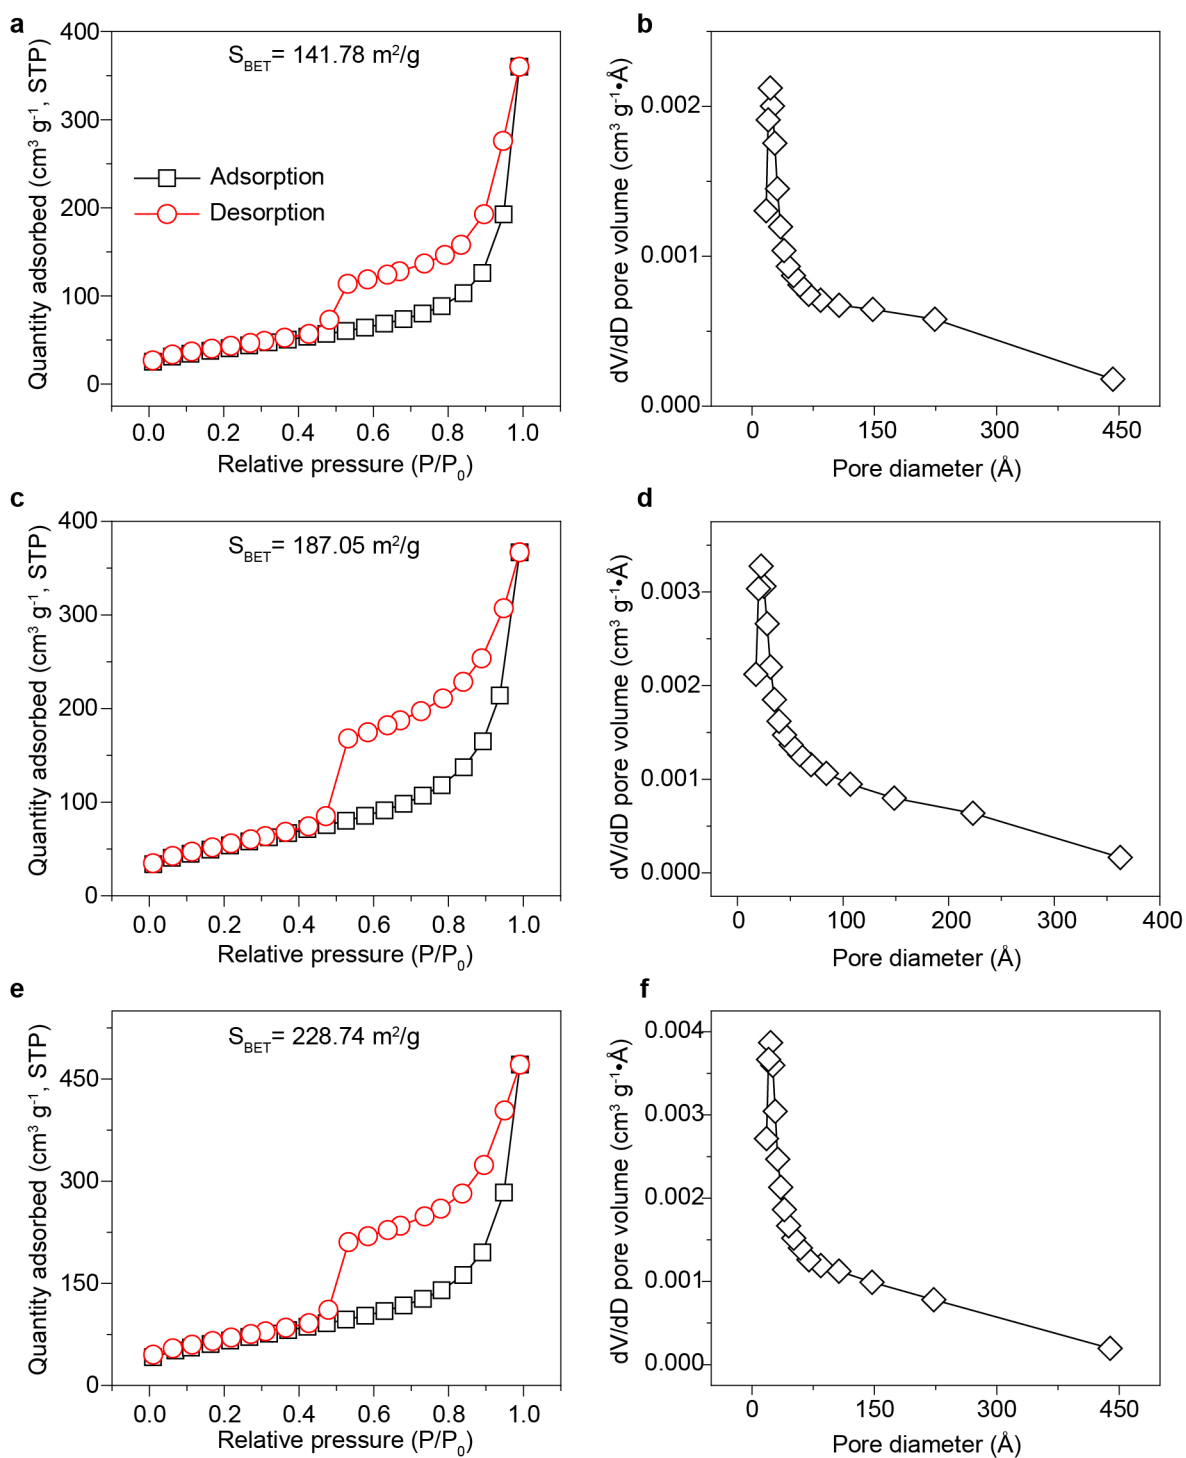 a
S_BET= 141.78 m²/g
Adsorption
Desorption
Quantity adsorbed (cm³ g⁻¹, STP)
400
300
200
100
0
0.0 0.2 0.4 0.6 0.8 1.0
Relative pressure (P/P₀)
b
dV/dD pore volume (cm³ g⁻¹•Å)
0.002
0.001
0.000
0 150 300 450
Pore diameter (Å)
c
S_BET= 187.05 m²/g
Quantity adsorbed (cm³ g⁻¹, STP)
400
300
200
100
0
0.0 0.2 0.4 0.6 0.8 1.0
Relative pressure (P/P₀)
d
dV/dD pore volume (cm³ g⁻¹•Å)
0.003
0.002
0.001
0.000
0 100 200 300 400
Pore diameter (Å)
e
S_BET= 228.74 m²/g
Quantity adsorbed (cm³ g⁻¹, STP)
450
300
150
0
0.0 0.2 0.4 0.6 0.8 1.0
Relative pressure (P/P₀)
f
dV/dD pore volume (cm³ g⁻¹•Å)
0.004
0.003
0.002
0.001
0.000
0 150 300 450
Pore diameter (Å)